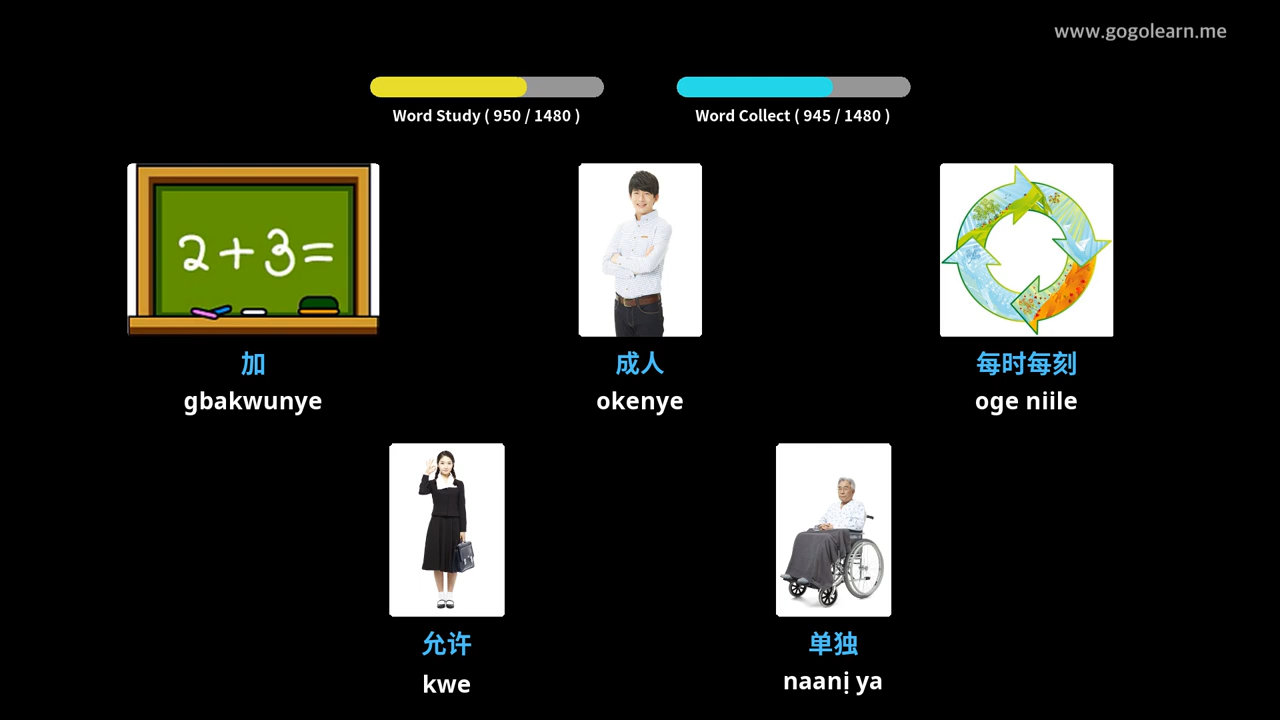 www.gogolearn.me
Word Study ( 950 / 1480 )
Word Collect ( 945 / 1480 )
2+3=
加
gbakwunye
成人
okenye
每时每刻
oge niile
允许
kwe
单独
naanị ya